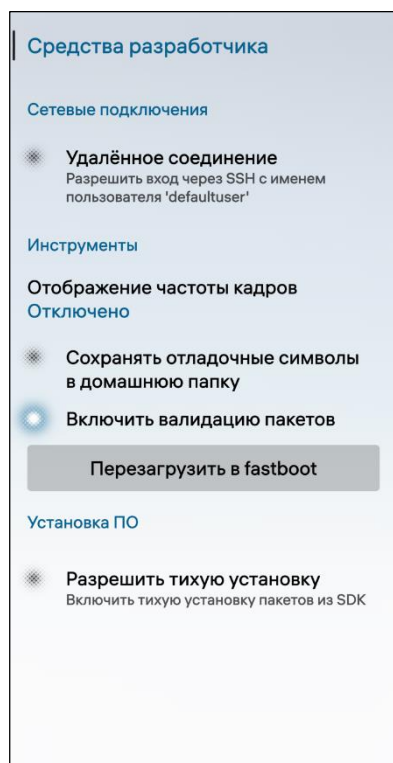 Средства разработчика
Сетевые подключения
Удалённое соединение
Разрешить вход через SSH с именем
пользователя 'defaultuser'
Инструменты
Отображение частоты кадров
Отключено
Сохранять отладочные символы
в домашнюю папку
Включить валидацию пакетов
Перезагрузить в fastboot
Установка ПО
Разрешить тихую установку
Включить тихую установку пакетов из SDK